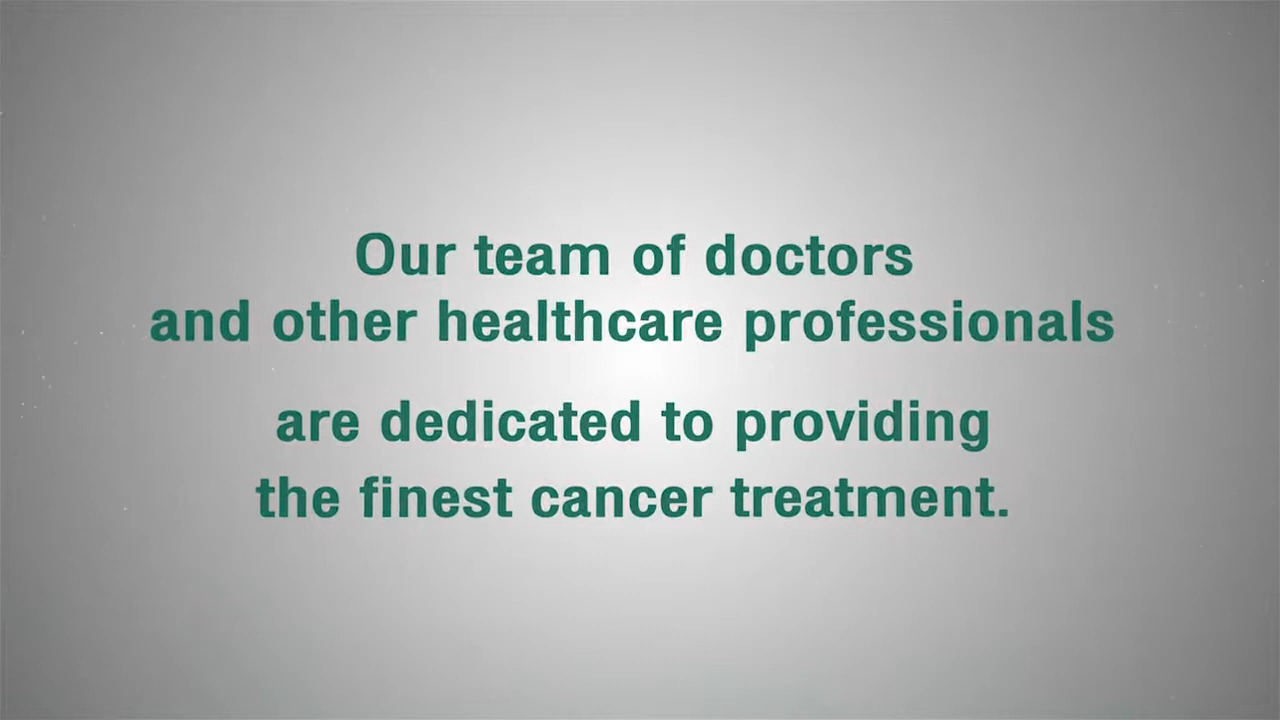 Our team of doctors
and other healthcare professionals
are dedicated to providing
the finest cancer treatment.